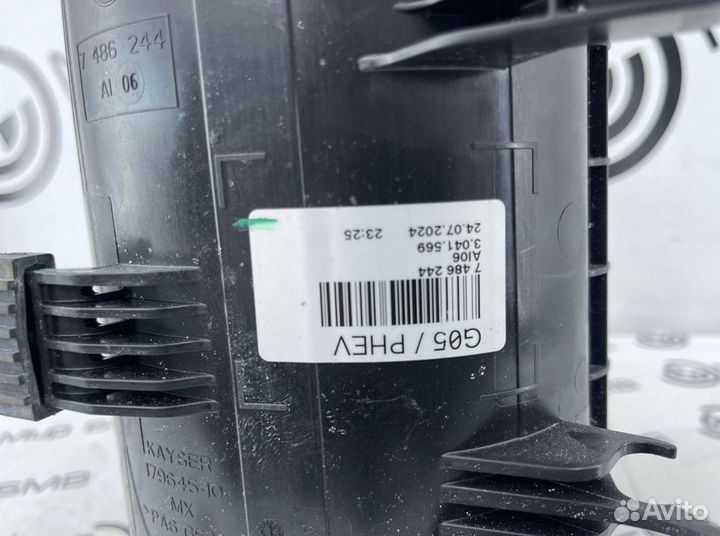 7 486 244
AI 06
G05 / PHEV
7 486 244
AI06
3.041.569
24.07.2024 23:25
KAYSER
179645-10
MX
Avito